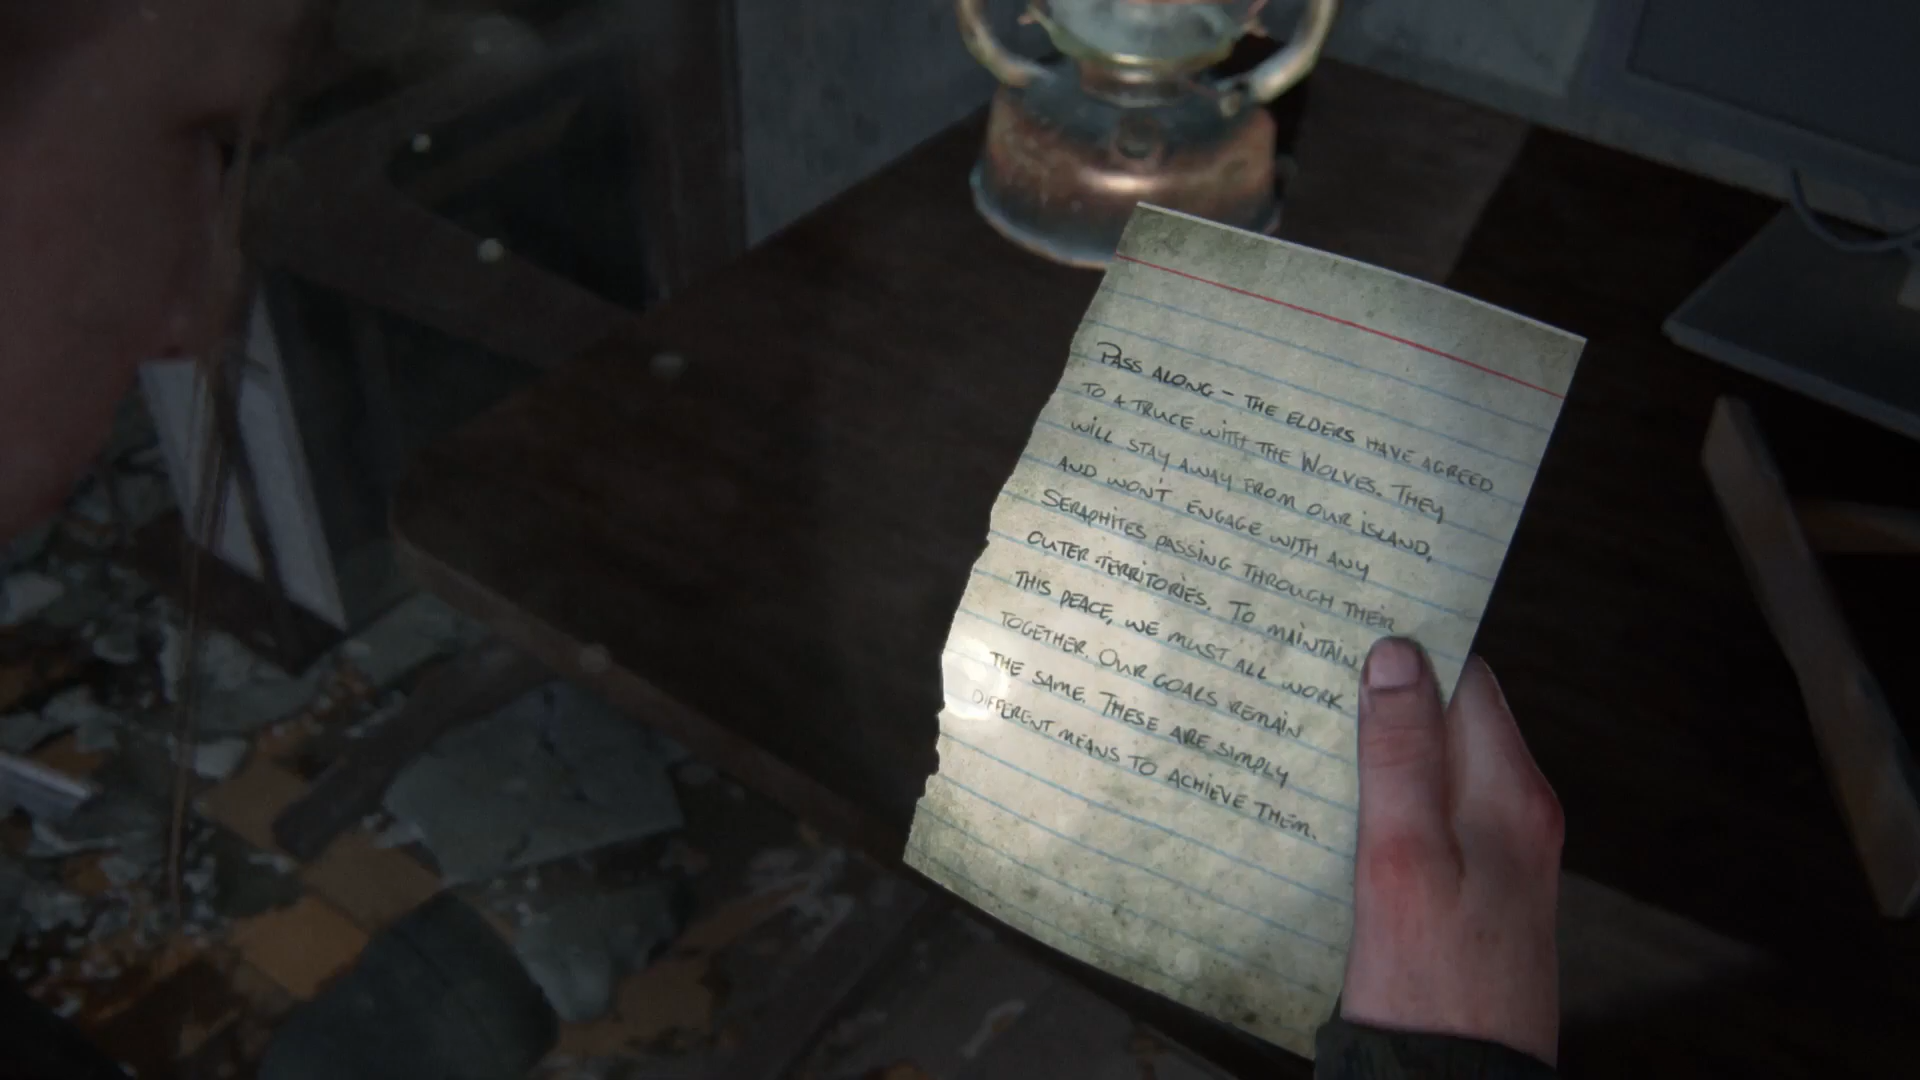 PASS ALONG - THE ELDERS HAVE AGREED
TO A TRUCE WITH THE WOLVES. THEY
WILL STAY AWAY FROM OUR ISLAND,
AND WON'T ENGAGE WITH ANY
SERAPHITES PASSING THROUGH THEIR
OUTER TERRITORIES. TO MAINTAIN
THIS PEACE, WE MUST ALL WORK
TOGETHER. OUR GOALS REMAIN
THE SAME. THESE ARE SIMPLY
DIFFERENT MEANS TO ACHIEVE THEM.